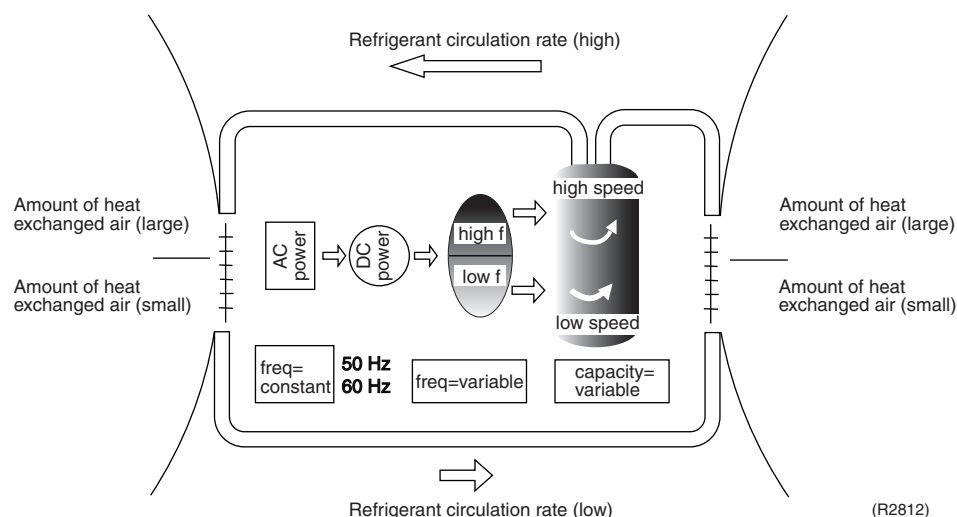 Refrigerant circulation rate (high)
Amount of heat
exchanged air (large)
Amount of heat
exchanged air (small)
AC
power
DC
power
high f
low f
high speed
low speed
Amount of heat
exchanged air (large)
Amount of heat
exchanged air (small)
freq=
constant
50 Hz
60 Hz
freq=variable
capacity=
variable
Refrigerant circulation rate (low)
(R2812)